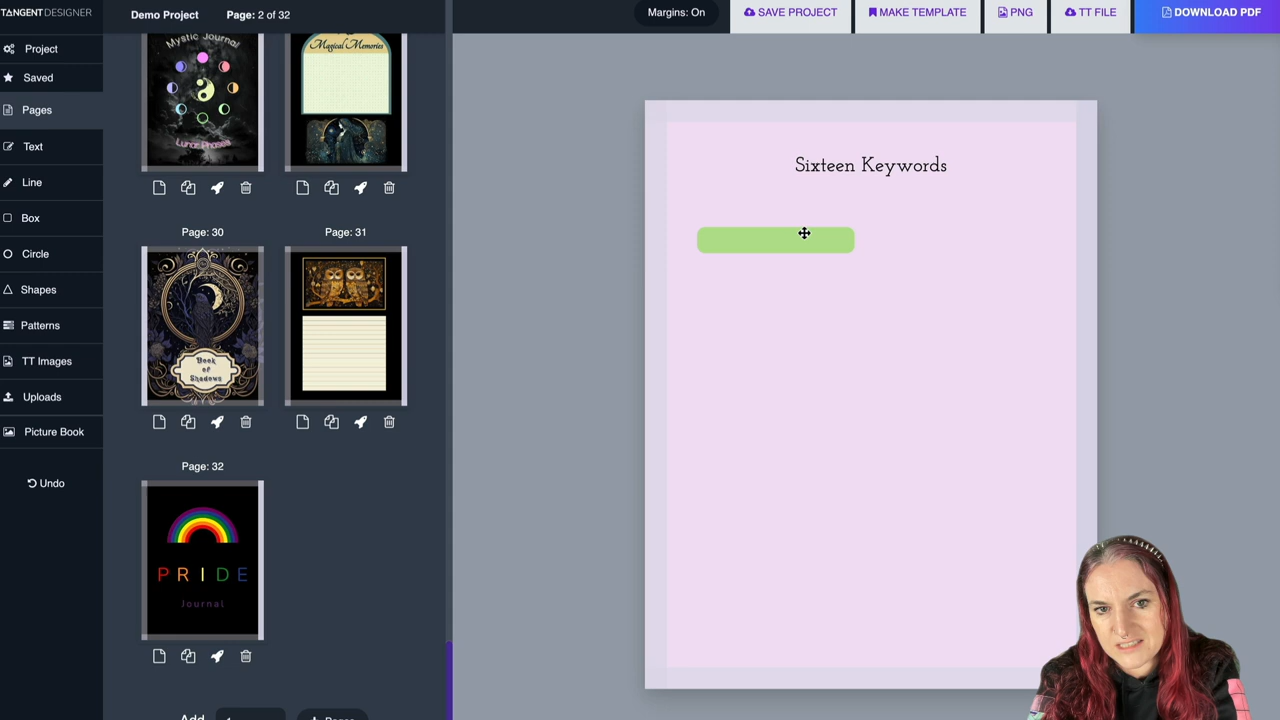 TANGENTDESIGNER
Demo Project
Page: 2 of 32
Margins: On
SAVE PROJECT
MAKE TEMPLATE
PNG
TT FILE
DOWNLOAD PDF
Project
Saved
Pages
Text
Line
Box
Circle
Shapes
Patterns
TT Images
Uploads
Picture Book
Undo
Mystic Journal
Lunar Phases
Magical Memories
Page: 30
Page: 31
Book
of
Shadows
Page: 32
PRIDE
Journal
Add
Pages
Sixteen Keywords